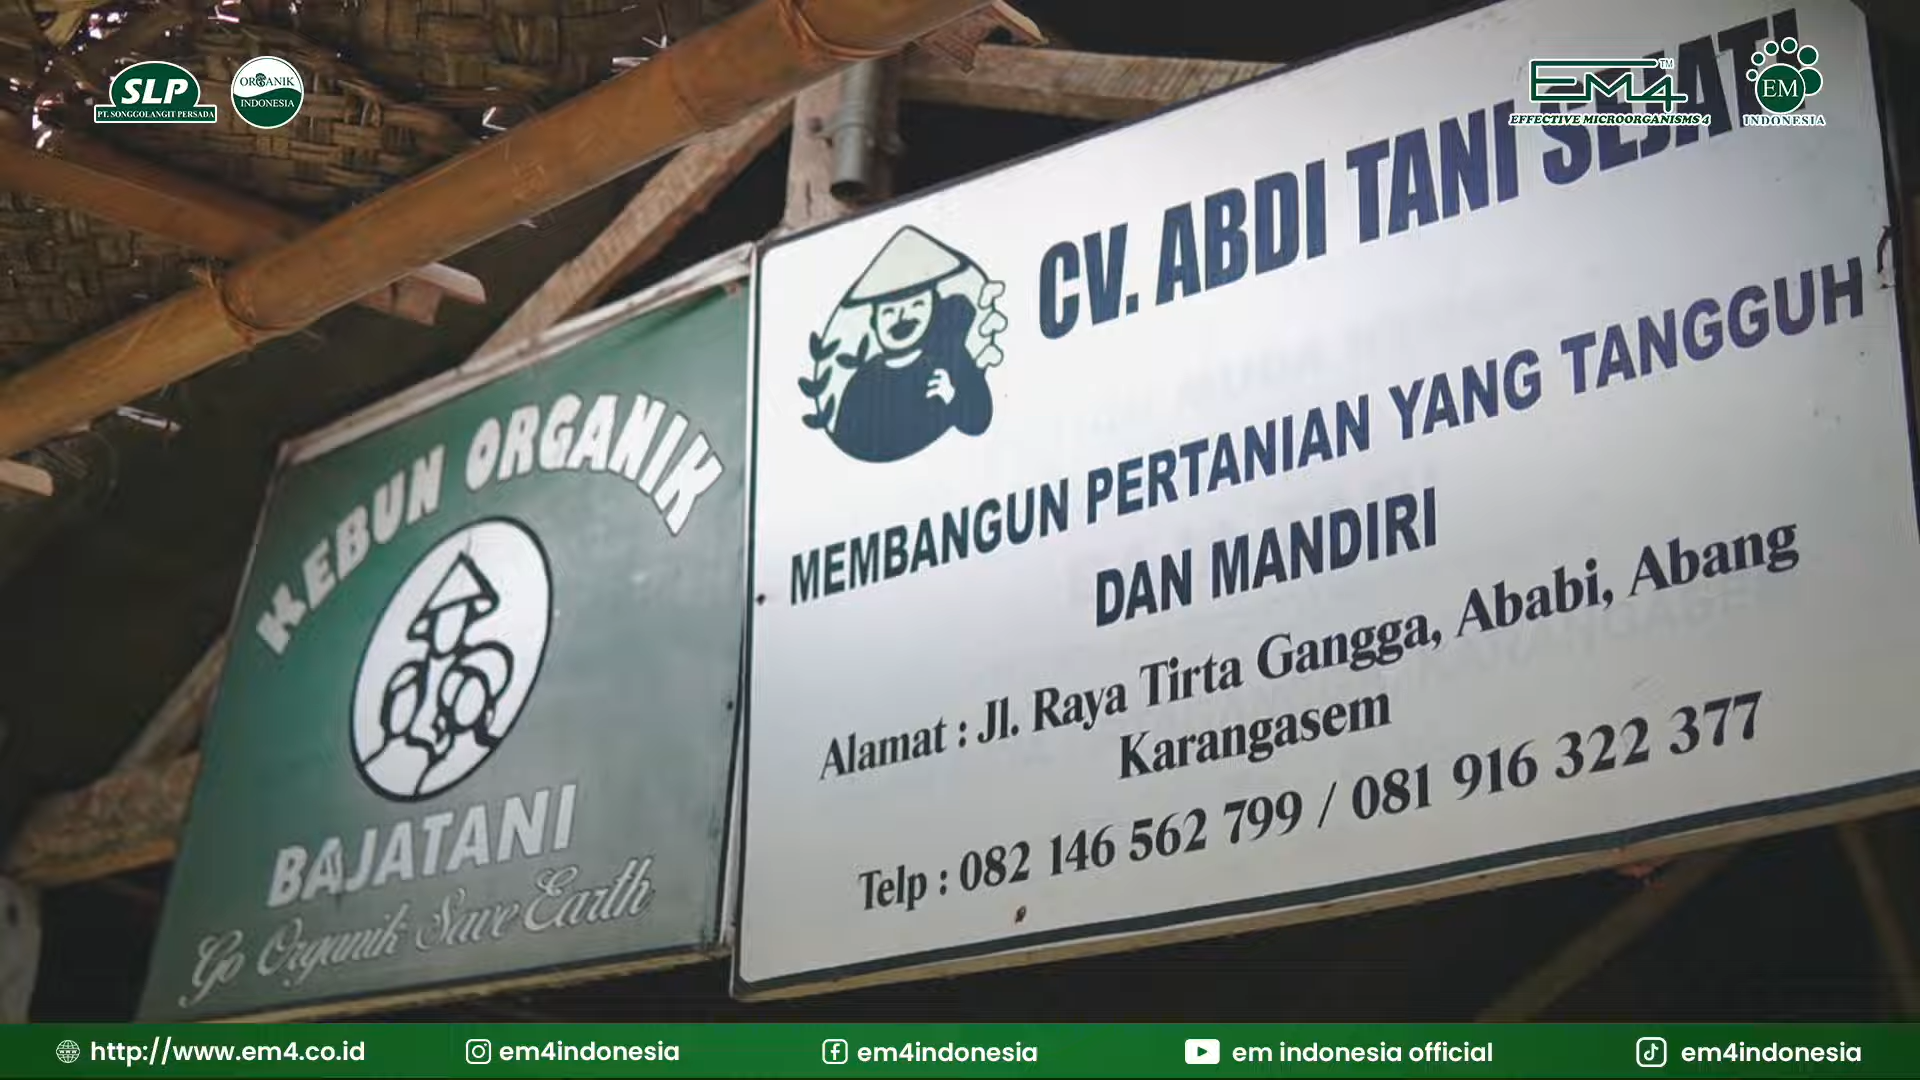 SLP
PT. SONGGOLANGIT PERSADA
ORGANIK
INDONESIA
EM4 TM
EFFECTIVE MICROORGANISMS 4
EM
INDONESIA
KEBUN ORGANIK
BAJATANI
Go Organik Save Earth
CV. ABDI TANI SEJATI
MEMBANGUN PERTANIAN YANG TANGGUH
DAN MANDIRI
Alamat : Jl. Raya Tirta Gangga, Ababi, Abang
Karangasem
Telp : 082 146 562 799 / 081 916 322 377
http://www.em4.co.id
em4indonesia
em4indonesia
em indonesia official
em4indonesia